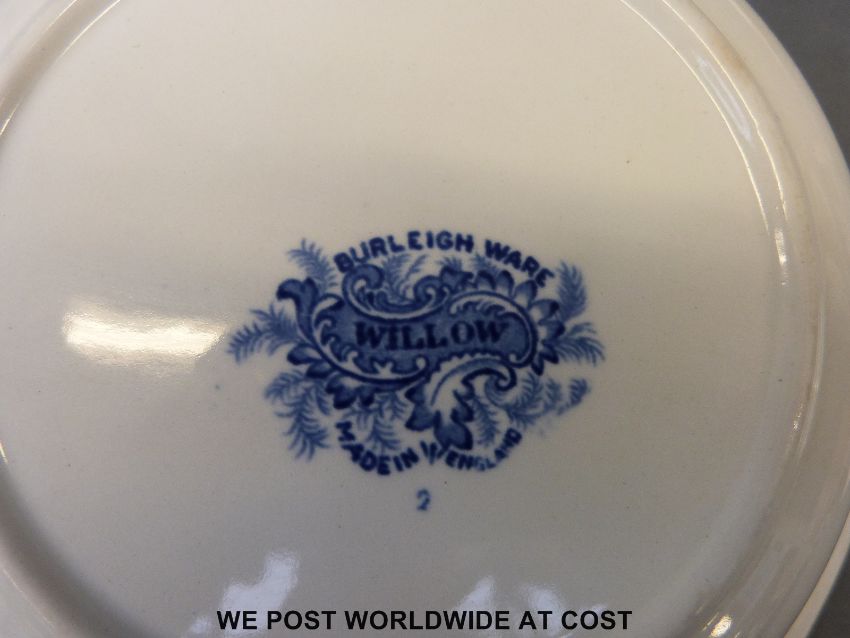 BURLEIGH WARE
WILLOW
MADE IN ENGLAND
2
WE POST WORLDWIDE AT COST